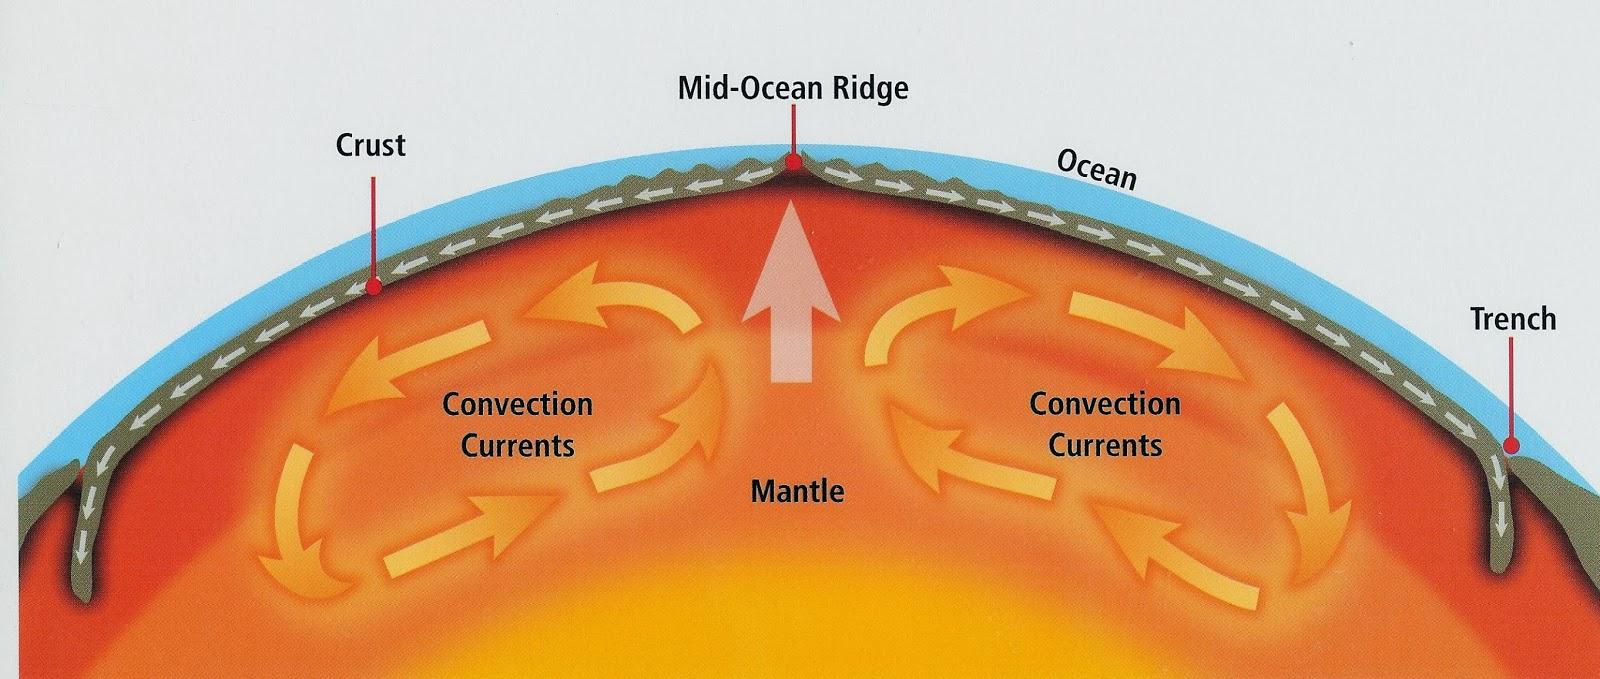 Mid-Ocean Ridge
Crust
Ocean
Trench
Convection
Currents
Convection
Currents
Mantle